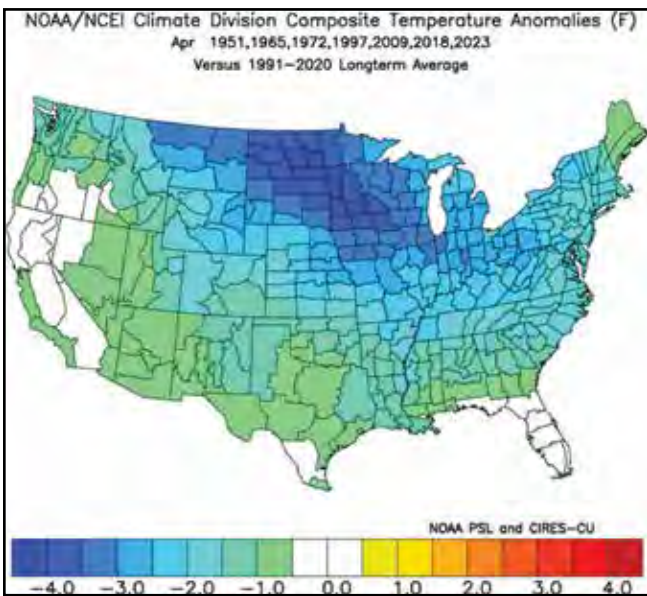 NOAA/NCEI Climate Division Composite Temperature Anomalies (F)
Apr 1951,1965,1972,1997,2009,2018,2023
Versus 1991-2020 Longterm Average
NOAA PSL and CIRES-CU
-4.0 -3.0 -2.0 -1.0 0.0 1.0 2.0 3.0 4.0